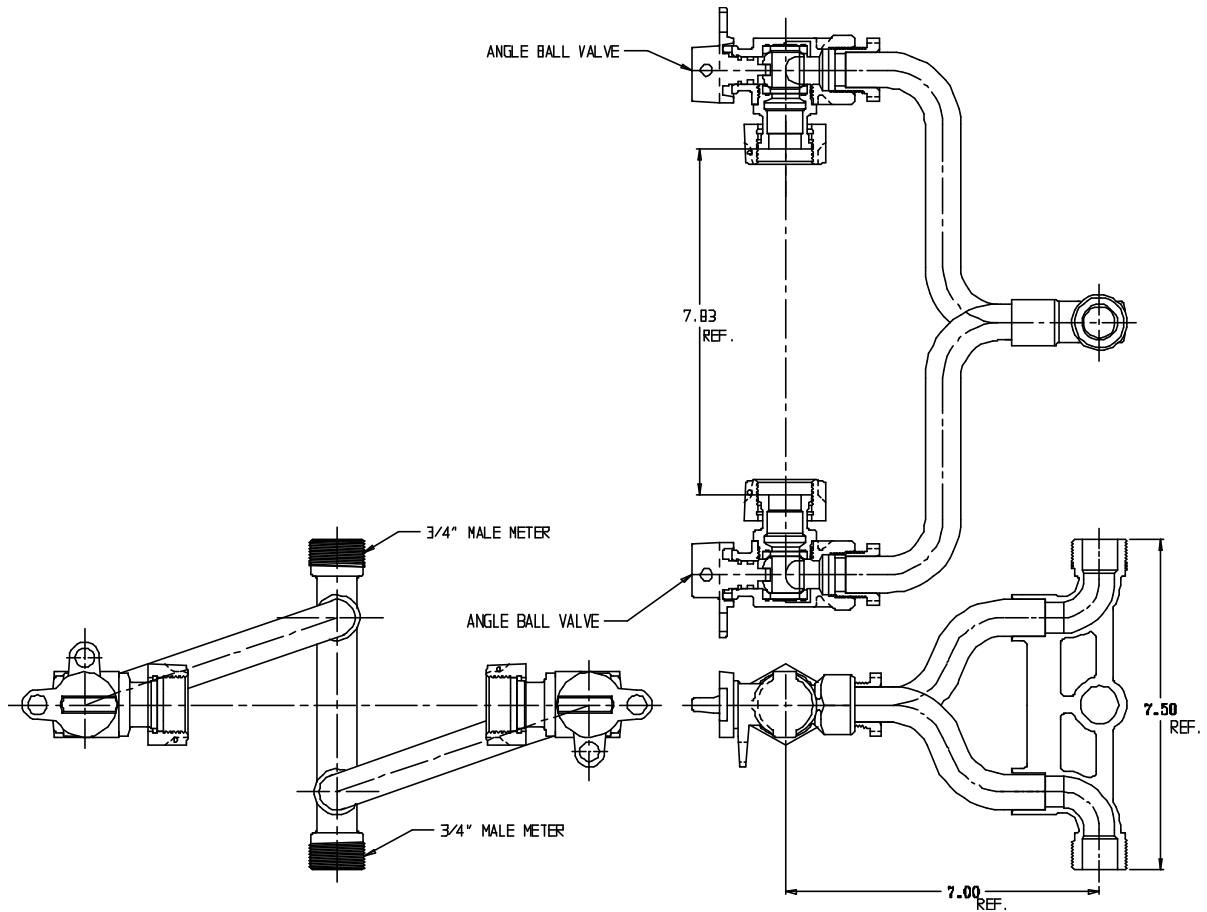 ANGLE BALL VALVE
7.83
REF.
3/4" MALE METER
ANGLE BALL VALVE
7.50
REF.
3/4" MALE METER
7.00
REF.